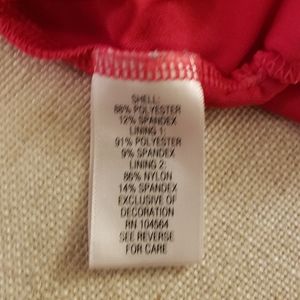 SHELL:
88% POLYESTER
12% SPANDEX
LINING 1:
91% POLYESTER
9% SPANDEX
LINING 2:
86% NYLON
14% SPANDEX
EXCLUSIVE OF
DECORATION
RN 104564
SEE REVERSE
FOR CARE